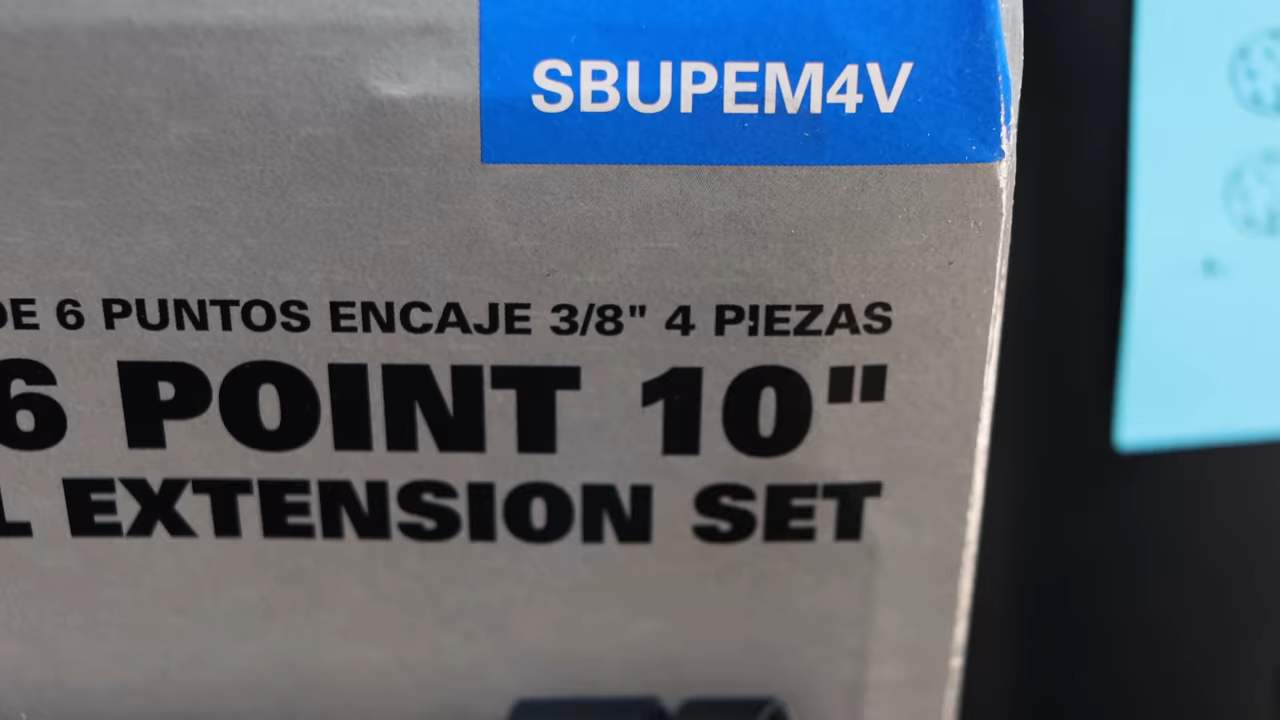 SBUPEM4V
DE 6 PUNTOS ENCAJE 3/8" 4 PIEZAS
6 POINT 10"
L EXTENSION SET